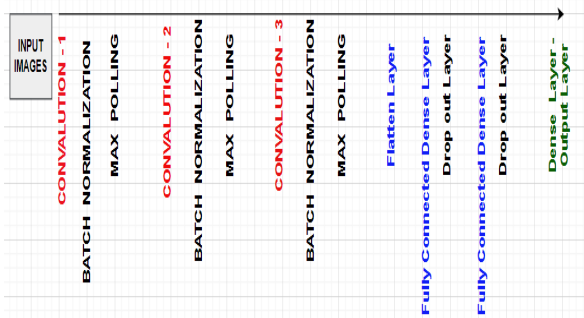 INPUT
IMAGES
CONVALUTION - 1
BATCH NORMALIZATION
MAX POLLING
CONVALUTION - 2
BATCH NORMALIZATION
MAX POLLING
CONVALUTION - 3
BATCH NORMALIZATION
MAX POLLING
Flatten Layer
Fully Connected Dense Layer
Drop out Layer
Fully Connected Dense Layer
Drop out Layer
Dense Layer -
Output Layer